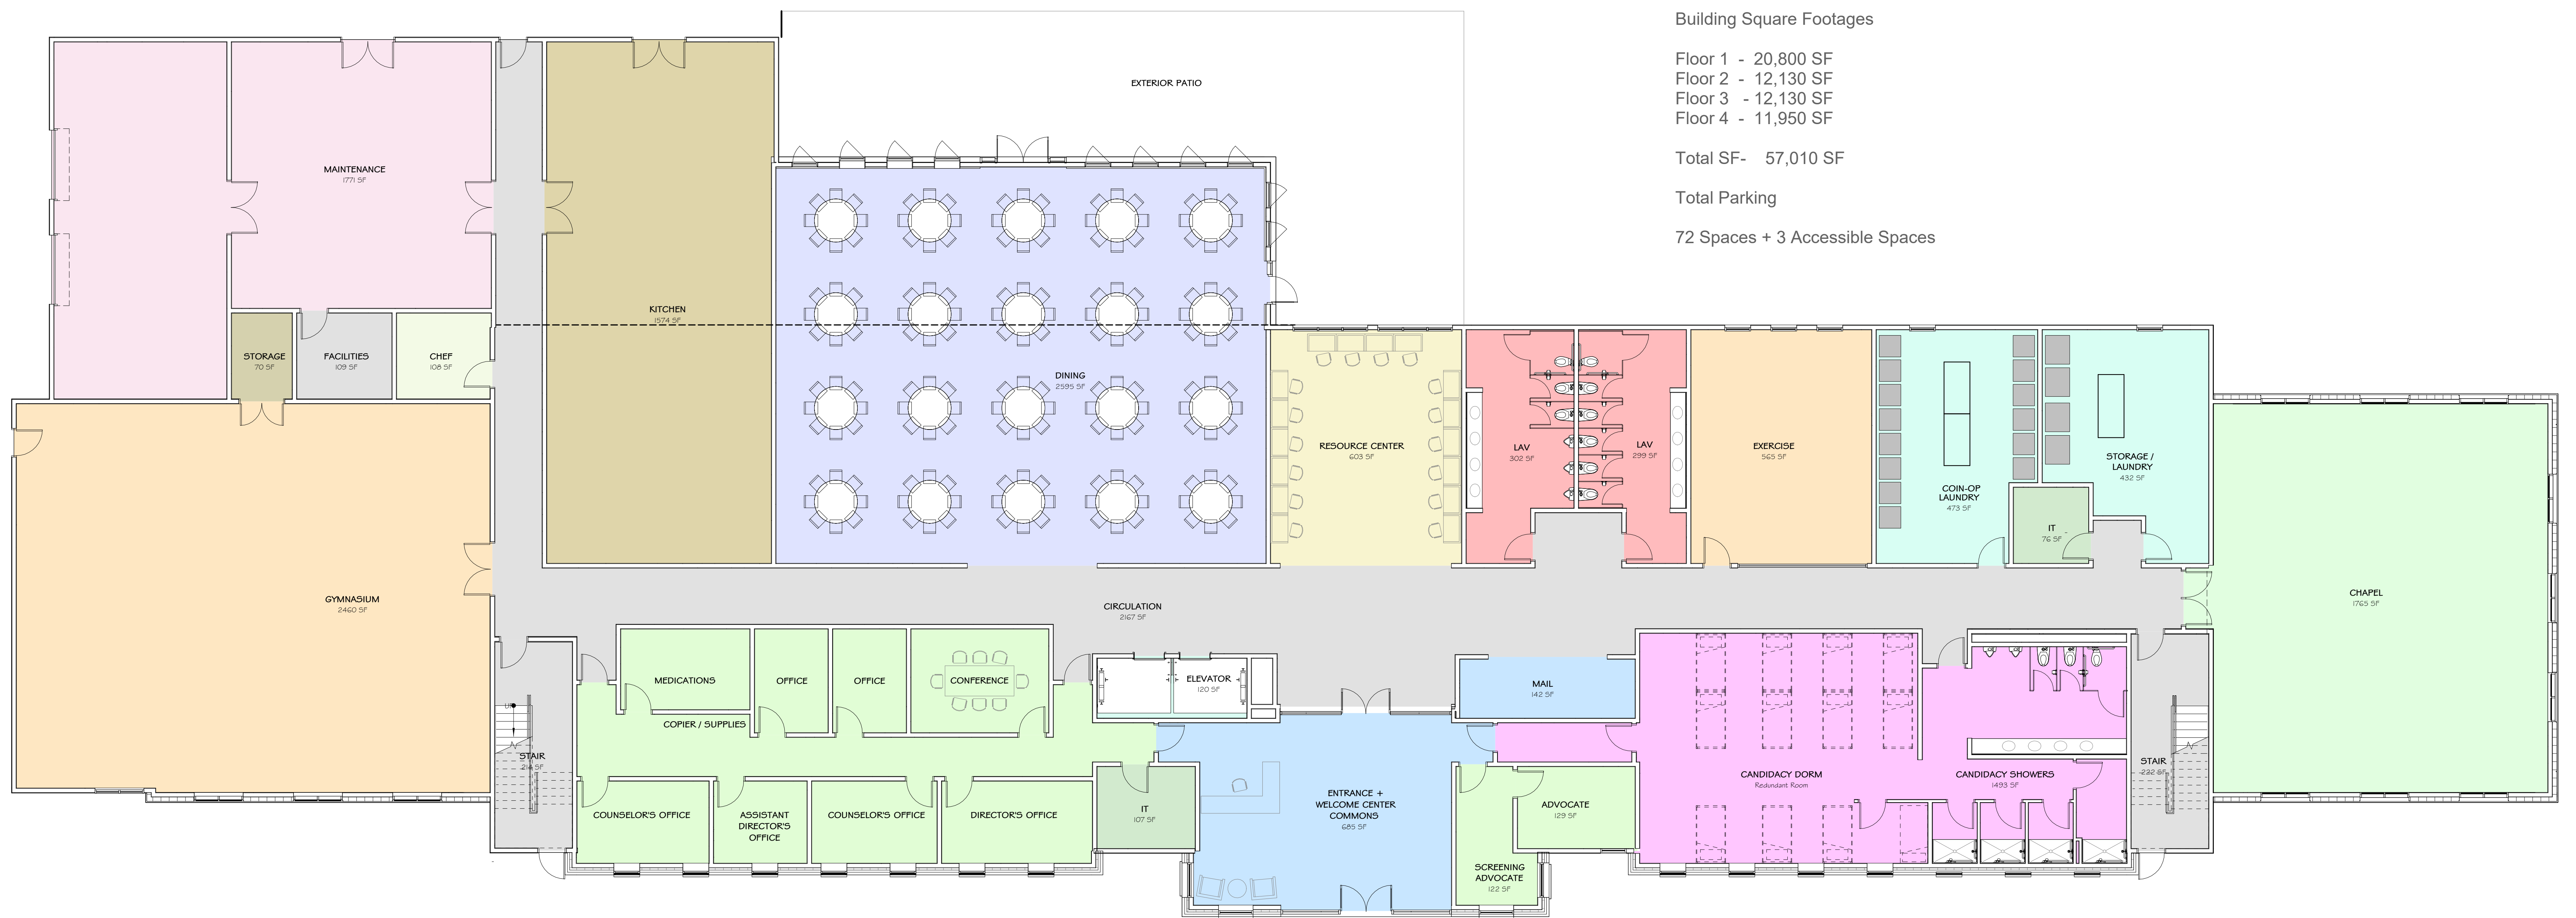 Building Square Footages
Floor 1 - 20,800 SF
Floor 2 - 12,130 SF
Floor 3 - 12,130 SF
Floor 4 - 11,950 SF
Total SF- 57,010 SF
Total Parking
72 Spaces + 3 Accessible Spaces
EXTERIOR PATIO
MAINTENANCE
1771 SF
KITCHEN
1574 SF
STORAGE
70 SF
FACILITIES
109 SF
CHEF
108 SF
DINING
2595 SF
RESOURCE CENTER
603 SF
LAV
302 SF
LAV
299 SF
EXERCISE
565 SF
COIN-OP
LAUNDRY
473 SF
STORAGE /
LAUNDRY
432 SF
IT
76 SF
GYMNASIUM
2460 SF
CIRCULATION
2167 SF
CHAPEL
1765 SF
MEDICATIONS
OFFICE
OFFICE
CONFERENCE
ELEVATOR
120 SF
MAIL
142 SF
COPIER / SUPPLIES
UP
STAIR
SF
COUNSELOR'S OFFICE
ASSISTANT
DIRECTOR'S
OFFICE
COUNSELOR'S OFFICE
DIRECTOR'S OFFICE
IT
107 SF
ENTRANCE +
WELCOME CENTER
COMMONS
685 SF
ADVOCATE
129 SF
SCREENING
ADVOCATE
122 SF
CANDIDACY DORM
Redundant Room
CANDIDACY SHOWERS
1493 SF
STAIR
222 SF